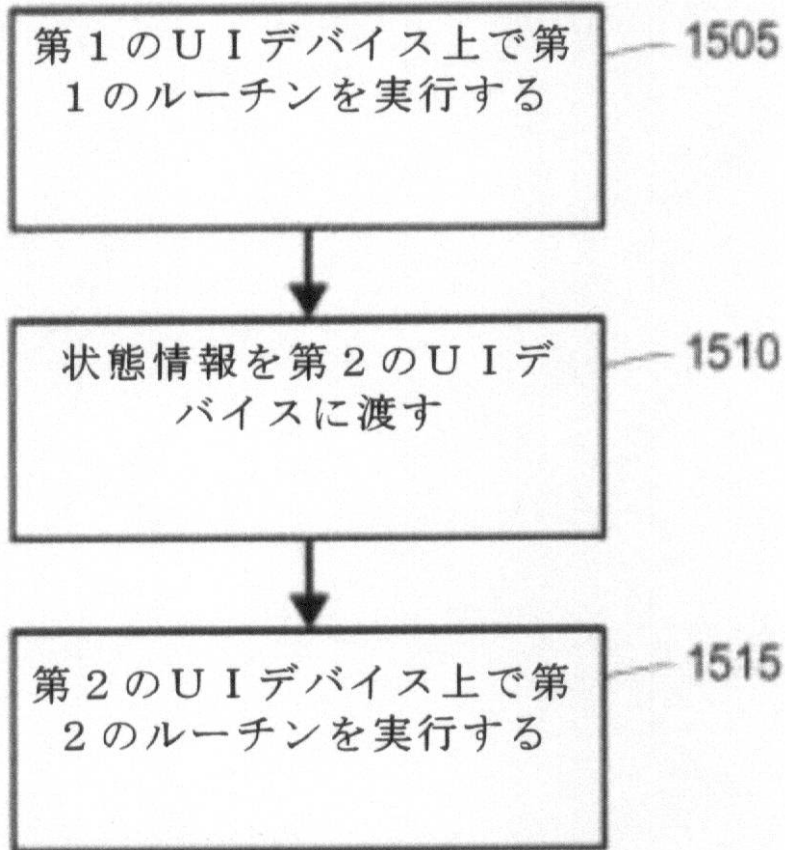 第１のＵＩデバイス上で第
１のルーチンを実行する
1505
状態情報を第２のＵＩデ
バイスに渡す
1510
第２のＵＩデバイス上で第
２のルーチンを実行する
1515